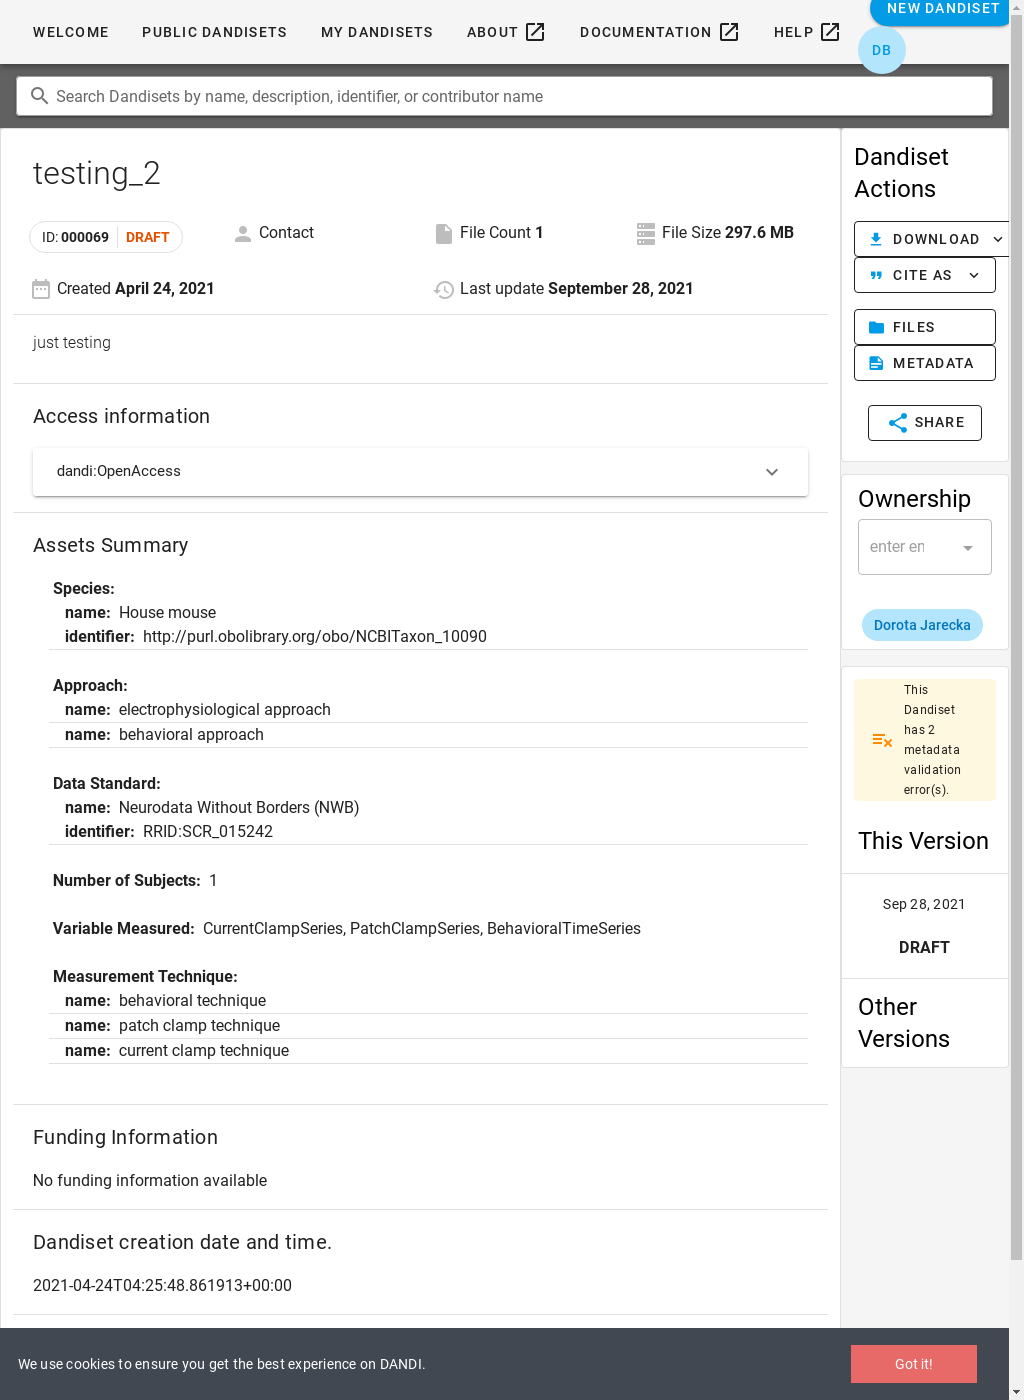 WELCOME PUBLIC DANDISETS MY DANDISETS ABOUT DOCUMENTATION HELP NEW DANDISET
DB
Search Dandisets by name, description, identifier, or contributor name
testing_2
ID: 000069 DRAFT
Contact
File Count 1
File Size 297.6 MB
Created April 24, 2021
Last update September 28, 2021
just testing
Access information
dandi:OpenAccess
Assets Summary
Species:
name: House mouse
identifier: http://purl.obolibrary.org/obo/NCBITaxon_10090
Approach:
name: electrophysiological approach
name: behavioral approach
Data Standard:
name: Neurodata Without Borders (NWB)
identifier: RRID:SCR_015242
Number of Subjects: 1
Variable Measured: CurrentClampSeries, PatchClampSeries, BehavioralTimeSeries
Measurement Technique:
name: behavioral technique
name: patch clamp technique
name: current clamp technique
Funding Information
No funding information available
Dandiset creation date and time.
2021-04-24T04:25:48.861913+00:00
Dandiset
Actions
DOWNLOAD
CITE AS
FILES
METADATA
SHARE
Ownership
enter en
Dorota Jarecka
This
Dandiset
has 2
metadata
validation
error(s).
This Version
Sep 28, 2021
DRAFT
Other
Versions
We use cookies to ensure you get the best experience on DANDI.
Got it!